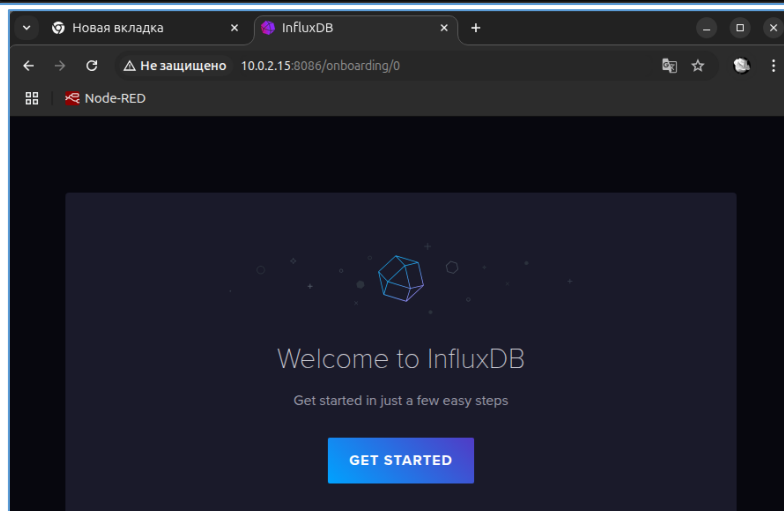 Новая вкладка
InfluxDB
Не защищено 10.0.2.15:8086/onboarding/0
Node-RED
Welcome to InfluxDB
Get started in just a few easy steps
GET STARTED